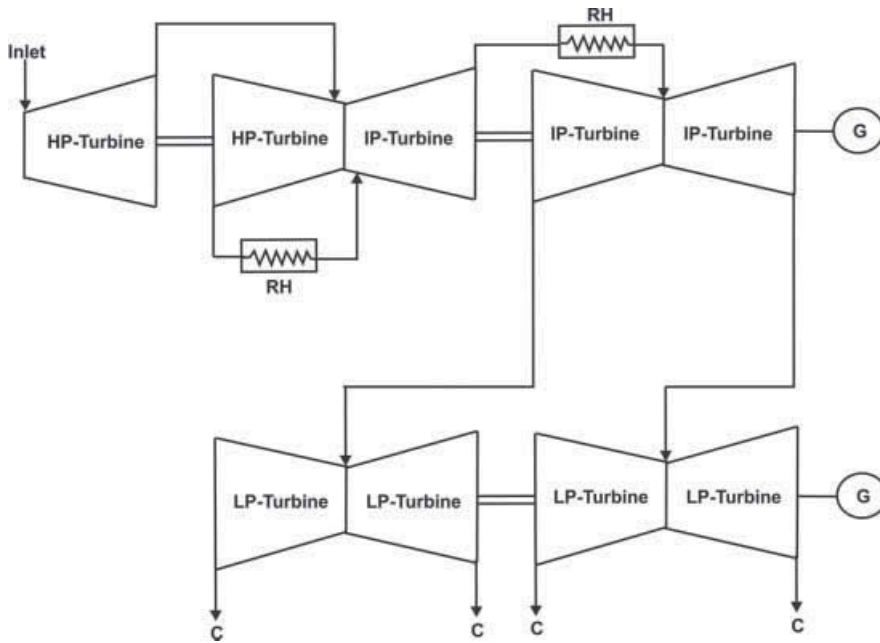 RH
Inlet
HP-Turbine
HP-Turbine
IP-Turbine
IP-Turbine
IP-Turbine
G
RH
LP-Turbine
LP-Turbine
LP-Turbine
LP-Turbine
G
C
C
C
C